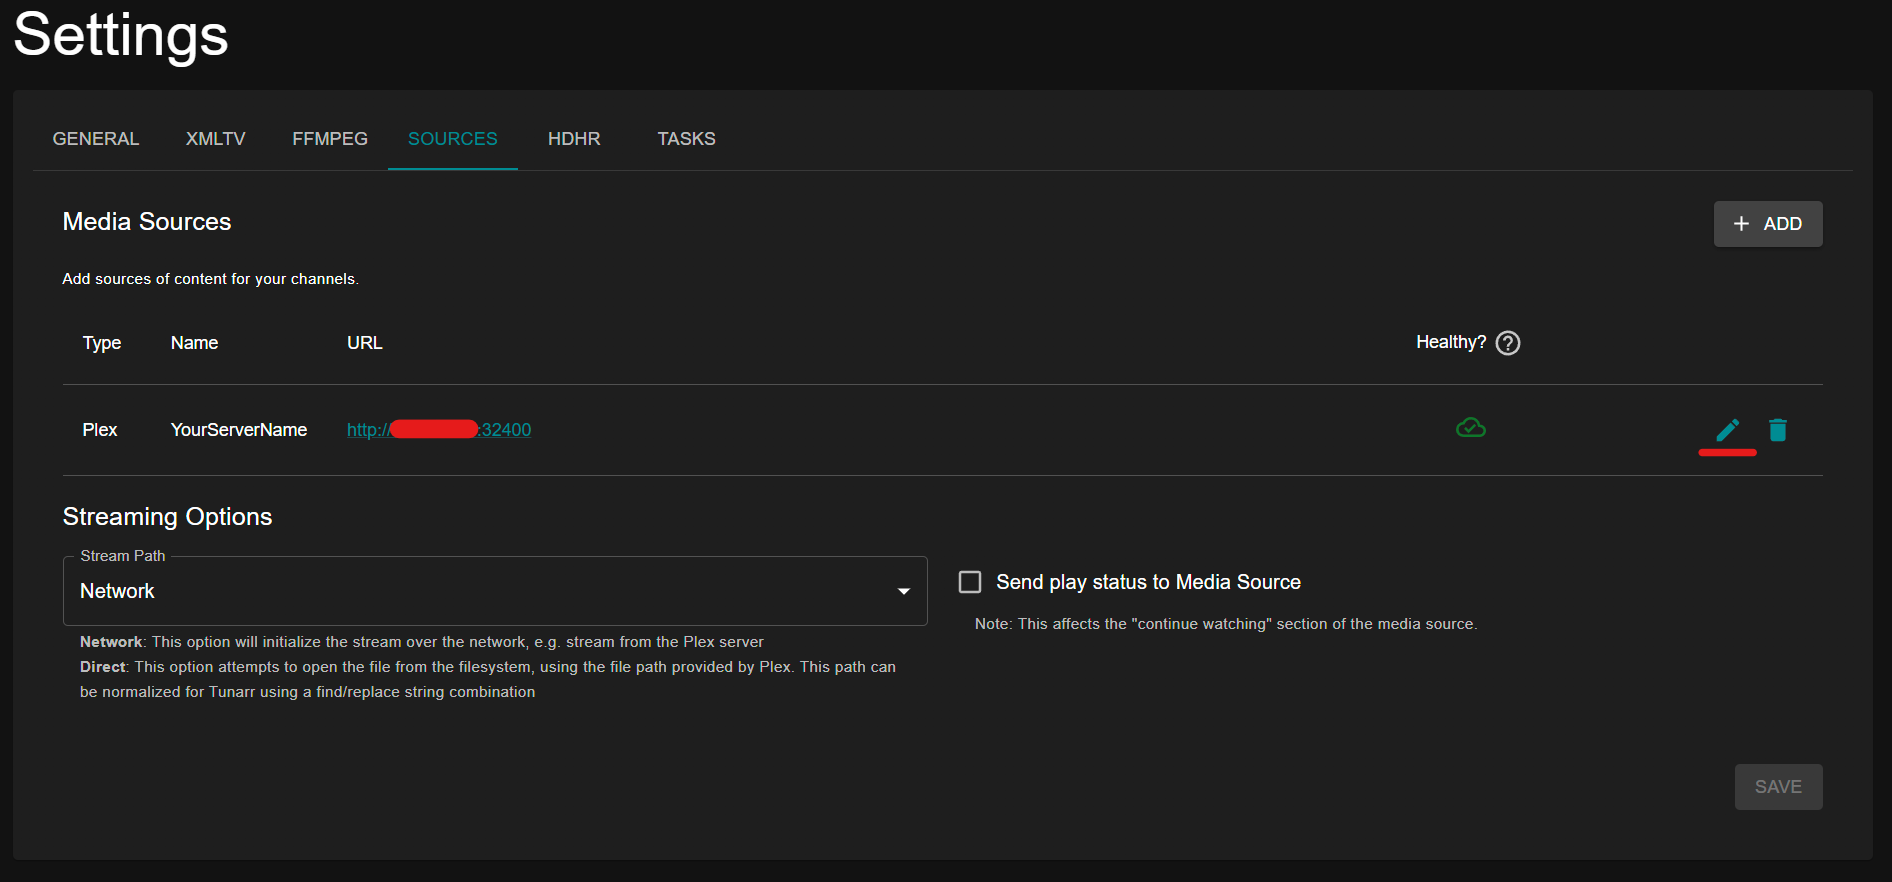 Settings
GENERAL XMLTV FFMPEG SOURCES HDHR TASKS
Media Sources
+ ADD
Add sources of content for your channels.
Type Name URL Healthy? ?
Plex YourServerName http:// :32400
Streaming Options
Stream Path
Network
Send play status to Media Source
Note: This affects the "continue watching" section of the media source.
Network: This option will initialize the stream over the network, e.g. stream from the Plex server
Direct: This option attempts to open the file from the filesystem, using the file path provided by Plex. This path can
be normalized for Tunarr using a find/replace string combination
SAVE